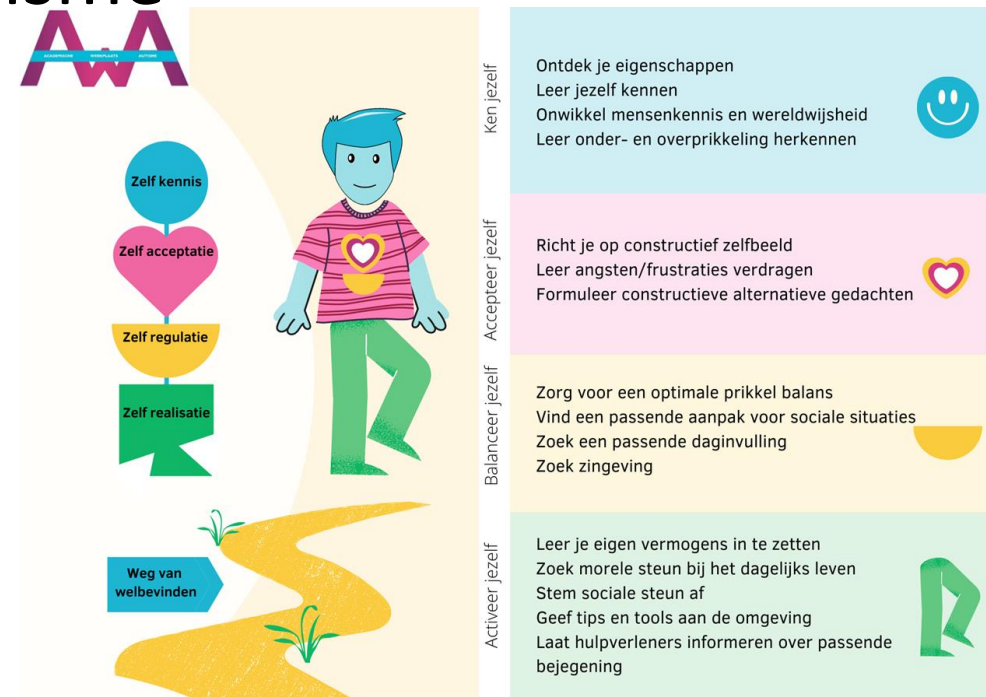 AWA
ACADEMISCHE WERKPLAATS AUTISME
Zelf kennis
Zelf acceptatie
Zelf regulatie
Zelf realisatie
Weg van
welbevinden
Ken jezelf
Ontdek je eigenschappen
Leer jezelf kennen
Onwikkel mensenkennis en wereldwijsheid
Leer onder- en overprikkeling herkennen
Accepteer jezelf
Richt je op constructief zelfbeeld
Leer angsten/frustraties verdragen
Formuleer constructieve alternatieve gedachten
Balanceer jezelf
Zorg voor een optimale prikkel balans
Vind een passende aanpak voor sociale situaties
Zoek een passende daginvulling
Zoek zingeving
Activeer jezelf
Leer je eigen vermogens in te zetten
Zoek morele steun bij het dagelijks leven
Stem sociale steun af
Geef tips en tools aan de omgeving
Laat hulpverleners informeren over passende
bejegening